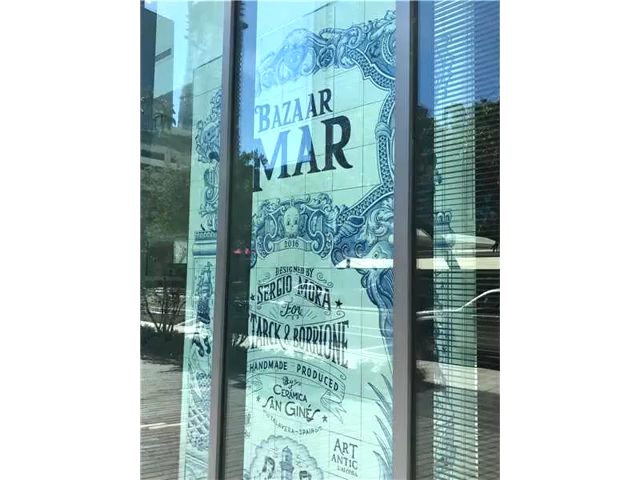 BAZAAR
MAR
2016
DESIGNED BY
SERGIO MORA
For
TARCK & BORRIONE
HANDMADE PRODUCED
By
CERÁMICA
SAN GINÉS
TALAVERA-SPAIN
ART
ANTIC